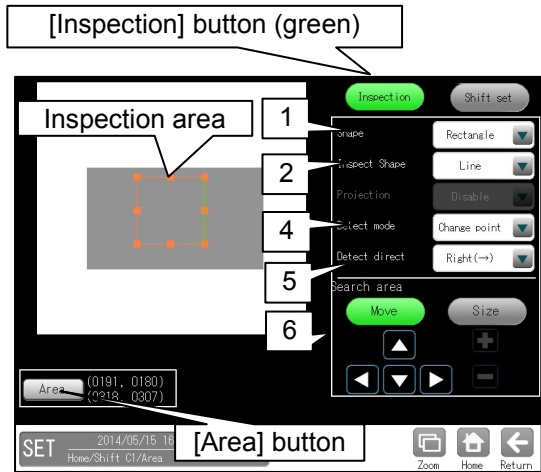 [Inspection] button (green)
Inspection Shift set
Inspection area
1
Shape Rectangle
2
Inspect Shape Line
Projection Disable
4
Detect mode Change point
Detect direct Right(→)
5
Search area
Move Size
6
Area (0191, 0180)
(0318, 0307)
[Area] button
SET 2014/05/15 16
Home/Shift C1/Area
Zoom Home Return